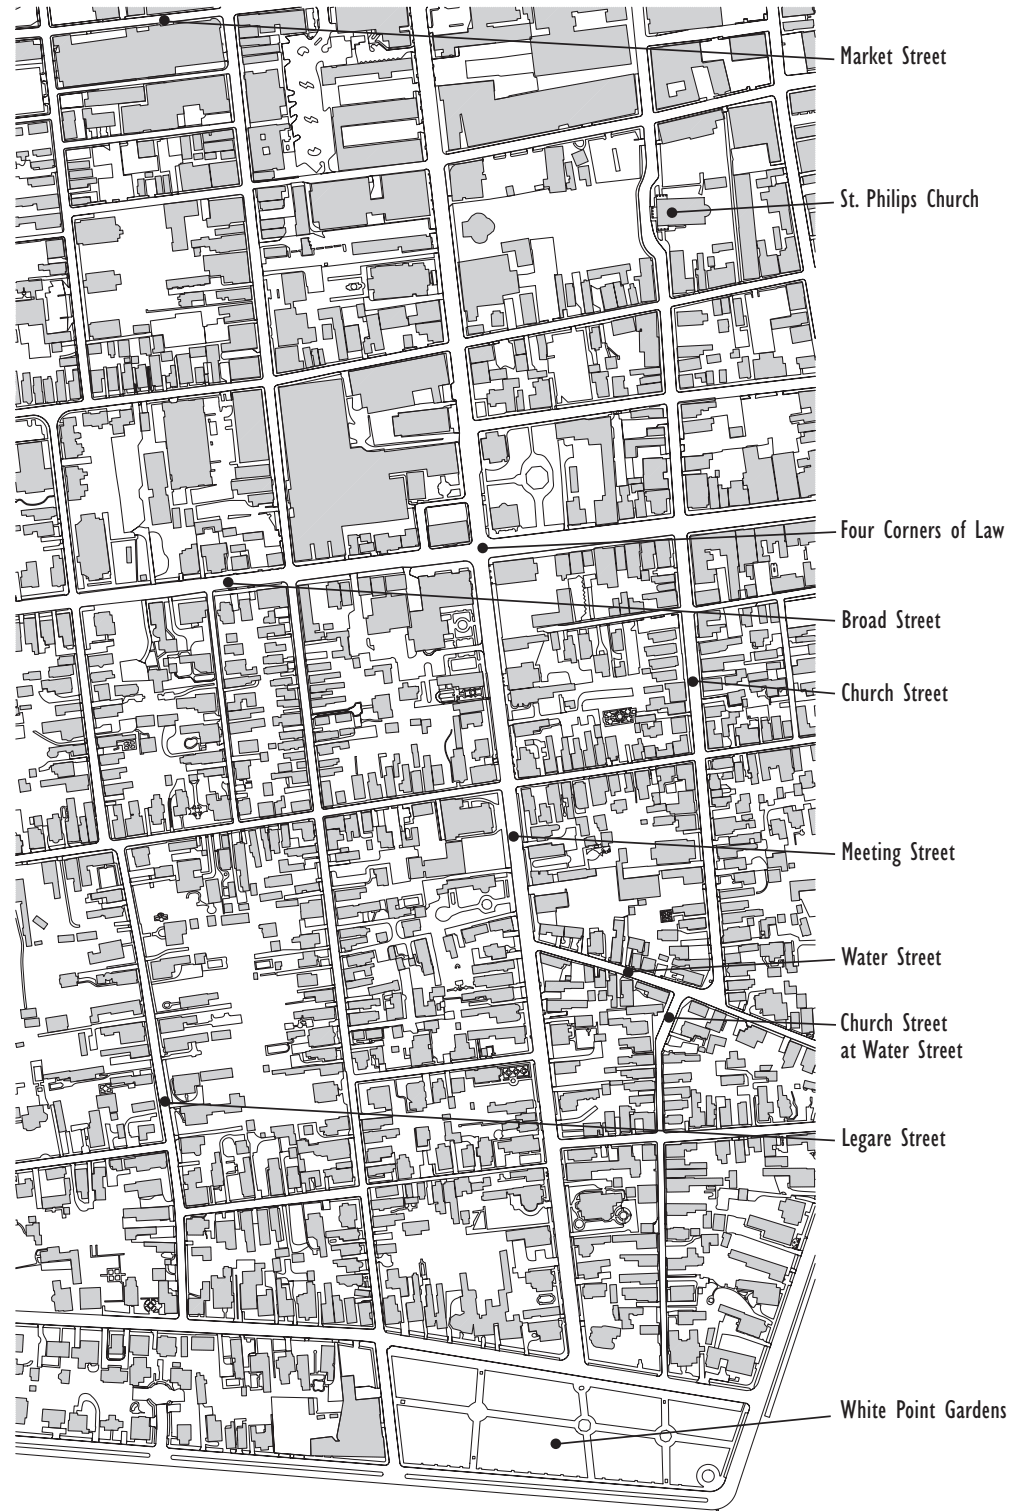 Market Street
St. Philips Church
Four Corners of Law
Broad Street
Church Street
Meeting Street
Water Street
Church Street
at Water Street
Legare Street
White Point Gardens